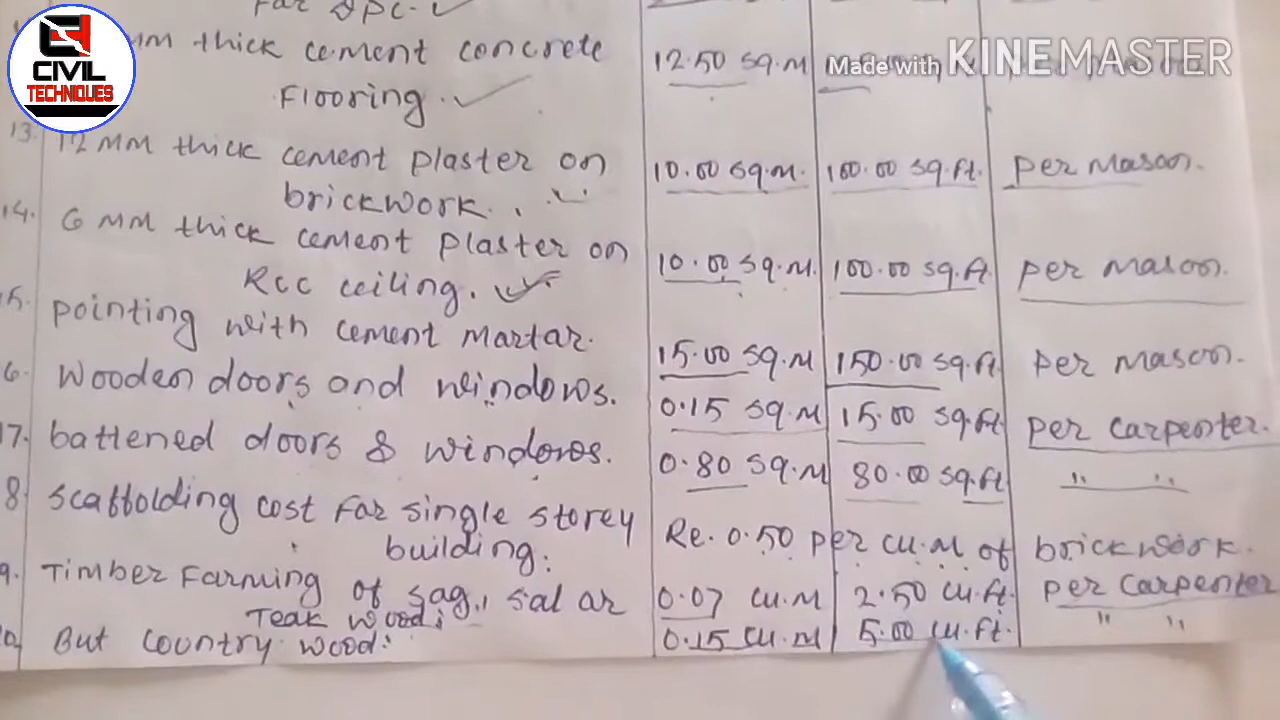 For DPC.
CIVIL
TECHNIQUES
Made with KINEMASTER
mm thick cement concrete 12.50 sq.m
Flooring.
13. 12 mm thick cement plaster on 10.00 sq.m. 100.00 sq.ft. per mason.
brickwork.
14. 6 mm thick cement plaster on 10.00 sq.m. 100.00 sq.ft per mason.
Rcc ceiling.
15. pointing with cement martar. 15.00 sq.m 150.00 sq.ft per mason.
6. Wooden doors and windows. 0.15 sq.m 15.00 sq.ft per carpenter.
17. battened doors & windows. 0.80 sq.m 80.00 sq.ft " "
8 scaffolding cost for single storey Re. 0.50 per cu.m of brickwork.
building.
9. Timber Farming of sag, sal ar 0.07 cu.m 2.50 cu.ft. per carpenter
Teak wood;
But country wood: 0.15 cu.m 5.00 cu.ft. " "